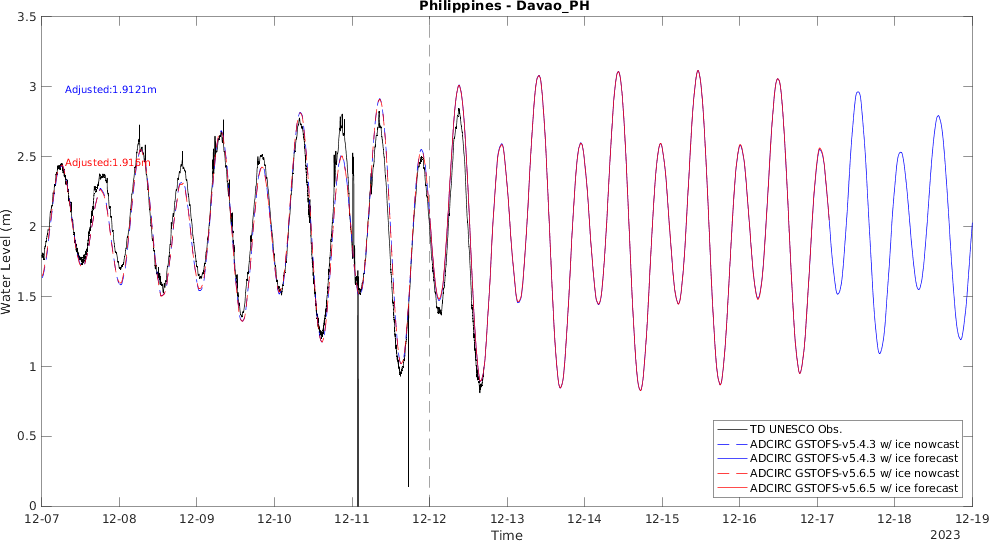 Philippines - Davao_PH
3.5
3
2.5
2
1.5
1
0.5
0
Water Level (m)
Adjusted:1.9121m
Adjusted:1.916m
TD UNESCO Obs.
ADCIRC GSTOFS-v5.4.3 w/ ice nowcast
ADCIRC GSTOFS-v5.4.3 w/ ice forecast
ADCIRC GSTOFS-v5.6.5 w/ ice nowcast
ADCIRC GSTOFS-v5.6.5 w/ ice forecast
12-07 12-08 12-09 12-10 12-11 12-12 12-13 12-14 12-15 12-16 12-17 12-18 12-19
Time
2023